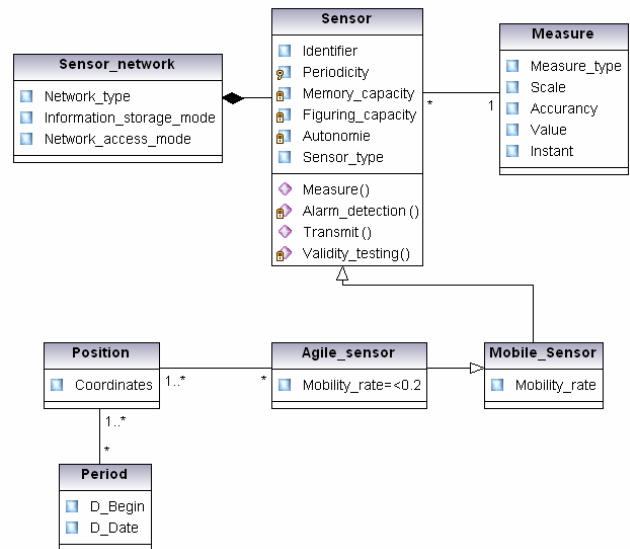 Sensor_network
Network_type
Information_storage_mode
Network_access_mode
Sensor
Identifier
Periodicity
Memory_capacity
Figuring_capacity
Autonomie
Sensor_type
Measure()
Alarm_detection()
Transmit()
Validity_testing()
*
1
Measure
Measure_type
Scale
Accurancy
Value
Instant
Position
Coordinates
1..*
*
Agile_sensor
Mobility_rate=<0.2
Mobile_Sensor
Mobility_rate
1..*
*
Period
D_Begin
D_Date